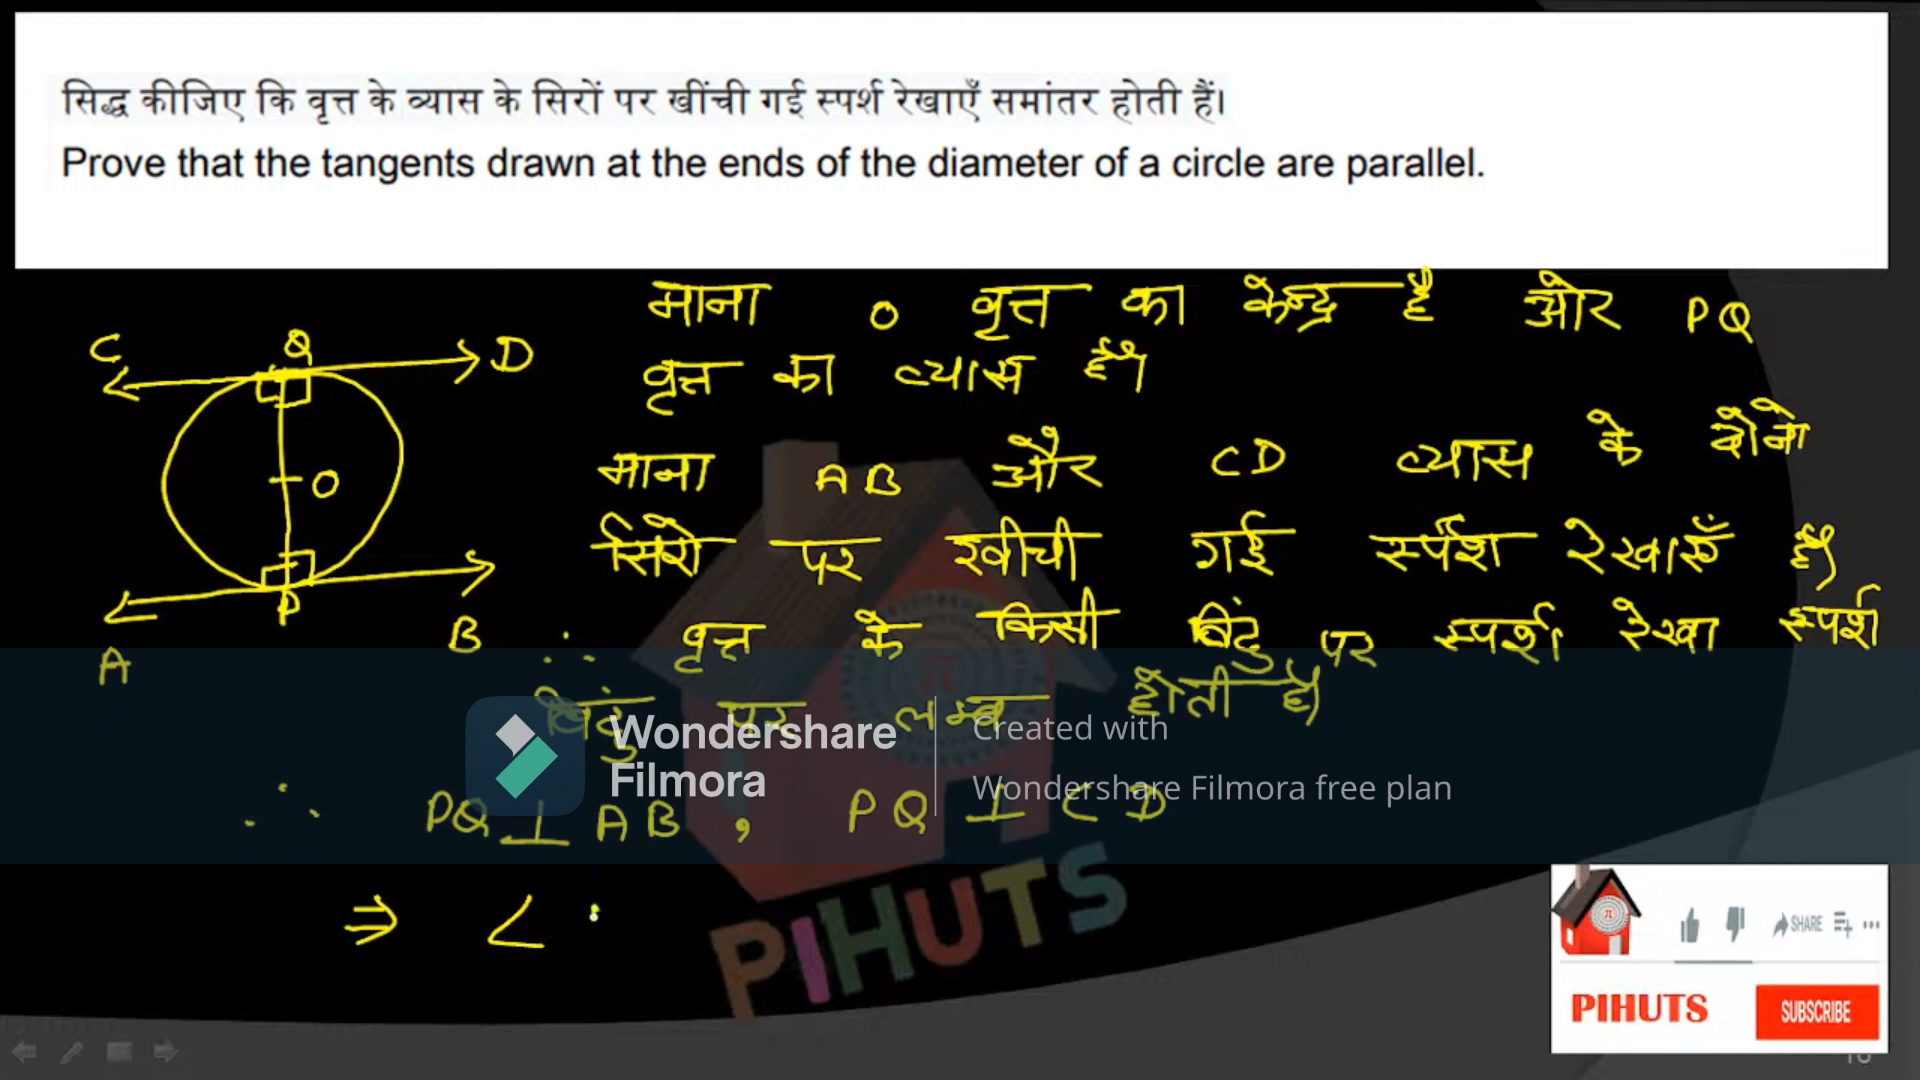 सिद्ध कीजिए कि वृत्त के व्यास के सिरों पर खींची गई स्पर्श रेखाएँ समांतर होती हैं।
Prove that the tangents drawn at the ends of the diameter of a circle are parallel.
माना O वृत्त का केन्द्र है और PQ
वृत्त का व्यास है।
माना AB और CD व्यास के दोनो
सिरो पर खीची गई र्स्पश रेखाएँ है।
∴ वृत्त के किसी बिंदु पर स्पर्श रेखा स्पर्श
बिंदु पर लम्ब होती है।
∴ PQ ⊥ AB, PQ ⊥ CD
⇒ ∠
C Q D
O
P
A B
Wondershare
Filmora
Created with
Wondershare Filmora free plan
PIHUTS
π
SHARE
PIHUTS
SUBSCRIBE